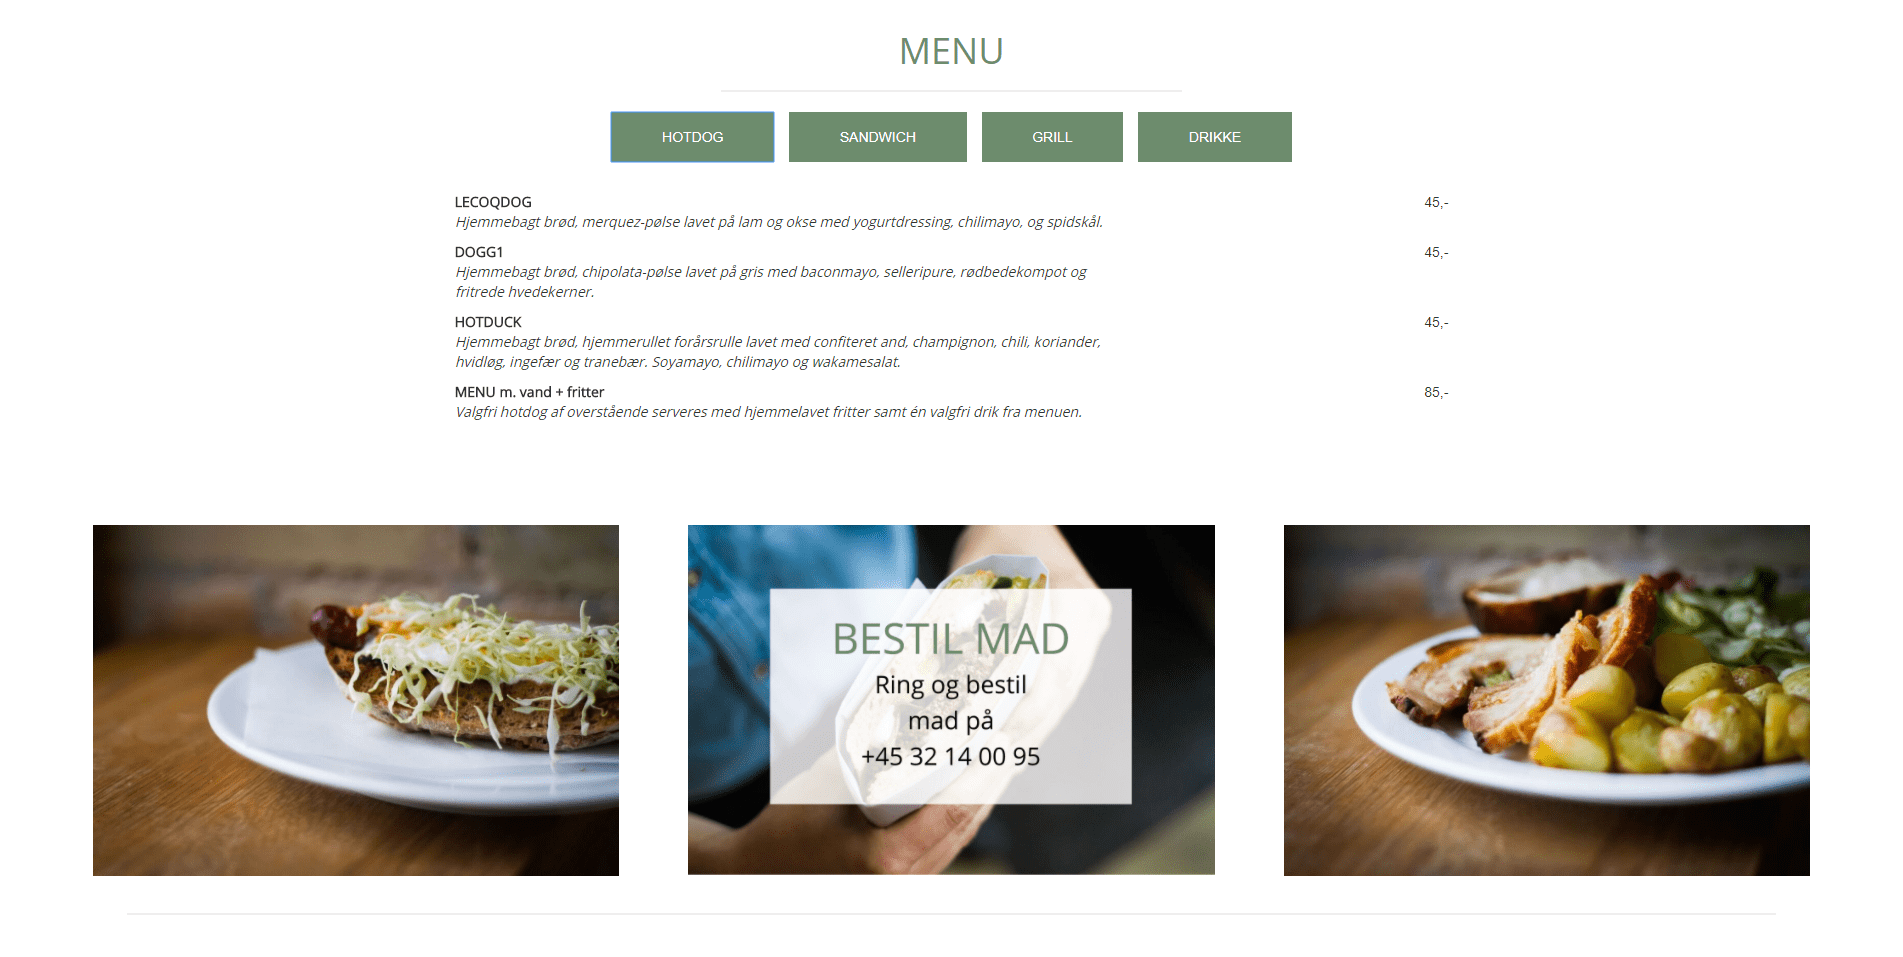 MENU
HOTDOG
SANDWICH
GRILL
DRIKKE
LECOQDOG 45,-
Hjemmebagt brød, merquez-pølse lavet på lam og okse med yogurtdressing, chilimayo, og spidskål.
DOGG1 45,-
Hjemmebagt brød, chipolata-pølse lavet på gris med baconmayo, selleripure, rødbedekompot og
fritrede hvedekerner.
HOTDUCK 45,-
Hjemmebagt brød, hjemmerullet forårsrulle lavet med confiteret and, champignon, chili, koriander,
hvidløg, ingefær og tranebær. Soyamayo, chilimayo og wakamesalat.
MENU m. vand + fritter 85,-
Valgfri hotdog af overstående serveres med hjemmelavet fritter samt én valgfri drik fra menuen.
BESTIL MAD
Ring og bestil
mad på
+45 32 14 00 95